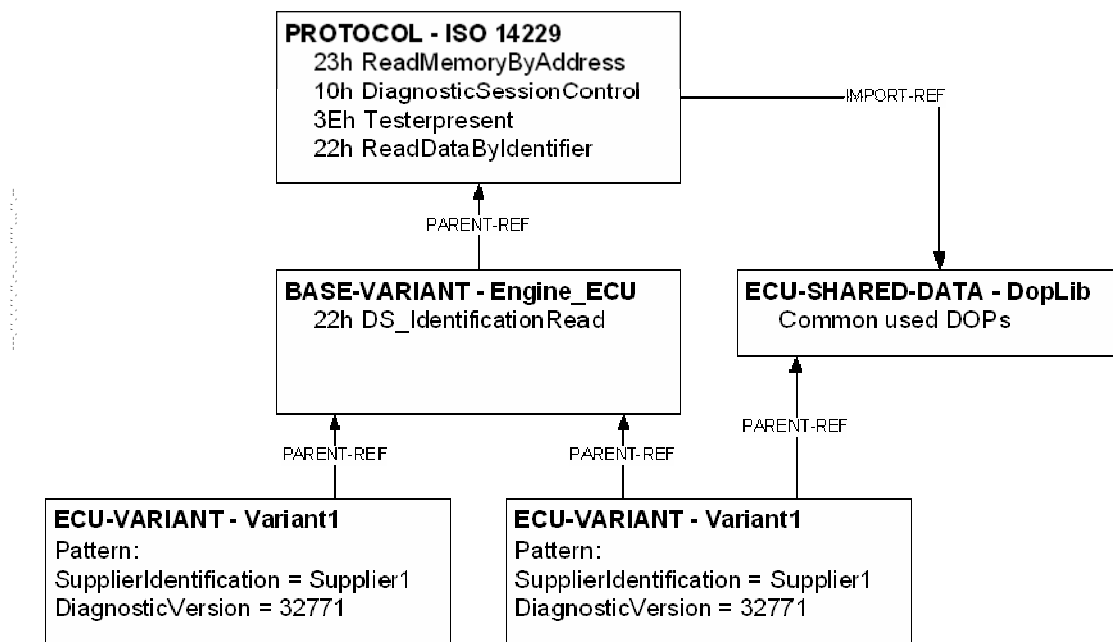 PROTOCOL - ISO 14229
23h ReadMemoryByAddress
10h DiagnosticSessionControl
3Eh Testerpresent
22h ReadDataByIdentifier
IMPORT-REF
PARENT-REF
BASE-VARIANT - Engine_ECU
22h DS_IdentificationRead
ECU-SHARED-DATA - DopLib
Common used DOPs
PARENT-REF
PARENT-REF
PARENT-REF
ECU-VARIANT - Variant1
Pattern:
SupplierIdentification = Supplier1
DiagnosticVersion = 32771
ECU-VARIANT - Variant1
Pattern:
SupplierIdentification = Supplier1
DiagnosticVersion = 32771